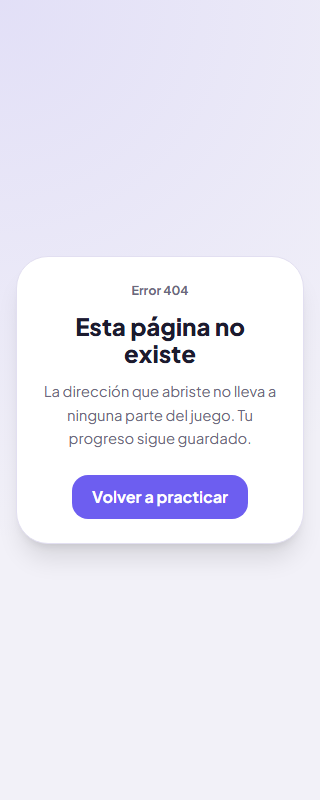 Error 404
Esta página no
existe
La dirección que abriste no lleva a
ninguna parte del juego. Tu
progreso sigue guardado.
Volver a practicar